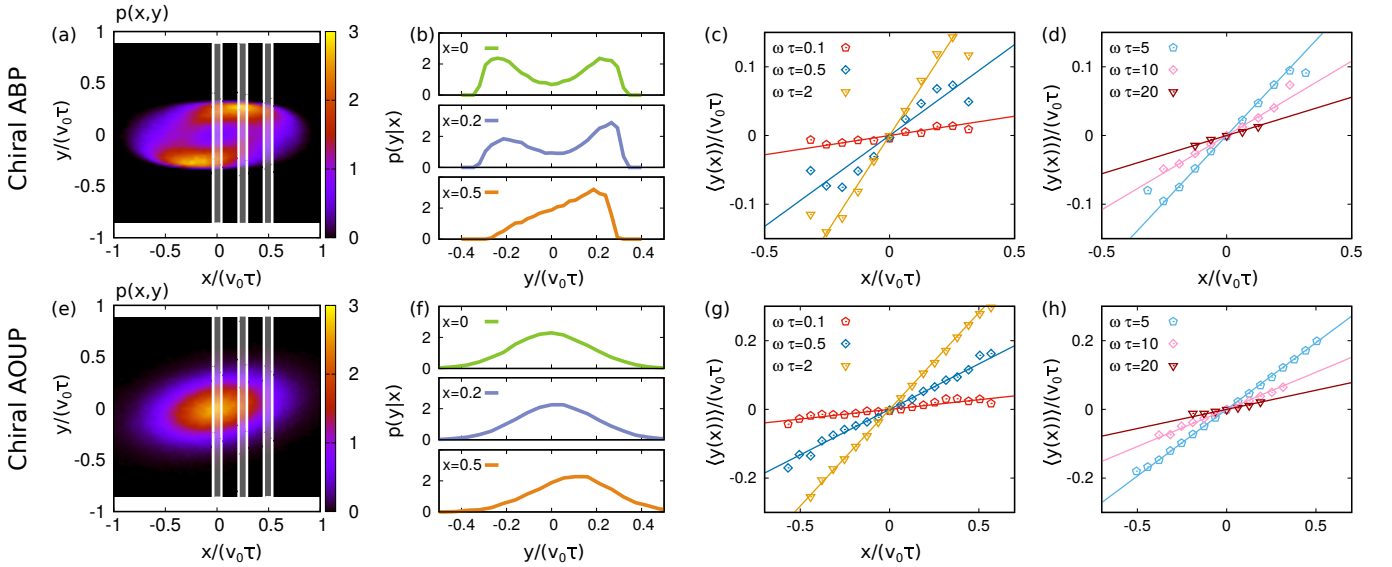 Chiral ABP
p(x,y)
(a)
1
0.5
0
-0.5
-1
-1
-0.5
0
0.5
1
y/(v₀τ)
x/(v₀τ)
3
2
1
0
(b)
x=0
2
0
x=0.2
2
0
x=0.5
2
0
p(y|x)
-0.4
-0.2
0
0.2
0.4
y/(v₀τ)
(c)
ω τ=0.1
ω τ=0.5
ω τ=2
0.1
0
-0.1
⟨y(x)⟩/(v₀τ)
-0.5
0
0.5
x/(v₀τ)
(d)
ω τ=5
ω τ=10
ω τ=20
0.1
0
-0.1
⟨y(x)⟩/(v₀τ)
-0.5
0
0.5
x/(v₀τ)
Chiral AOUP
p(x,y)
(e)
1
0.5
0
-0.5
-1
-1
-0.5
0
0.5
1
y/(v₀τ)
x/(v₀τ)
3
2
1
0
(f)
x=0
2
0
x=0.2
2
0
x=0.5
2
0
p(y|x)
-0.4
-0.2
0
0.2
0.4
y/(v₀τ)
(g)
ω τ=0.1
ω τ=0.5
ω τ=2
0.2
0
-0.2
⟨y(x)⟩/(v₀τ)
-0.5
0
0.5
x/(v₀τ)
(h)
ω τ=5
ω τ=10
ω τ=20
0.2
0
-0.2
⟨y(x)⟩/(v₀τ)
-0.5
0
0.5
x/(v₀τ)